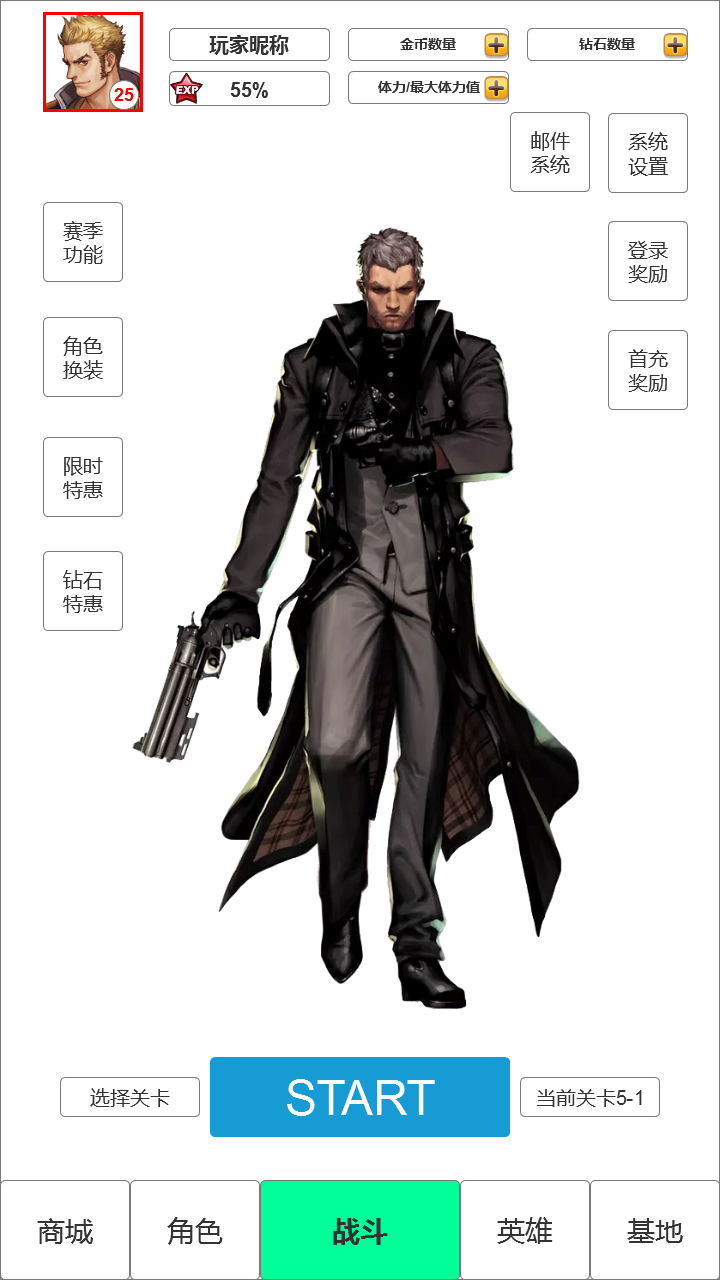 玩家昵称
金币数量
钻石数量
25
EXP
55%
体力/最大体力值
邮件
系统
系统
设置
赛季
功能
登录
奖励
角色
换装
首充
奖励
限时
特惠
钻石
特惠
选择关卡
START
当前关卡5-1
商城
角色
战斗
英雄
基地